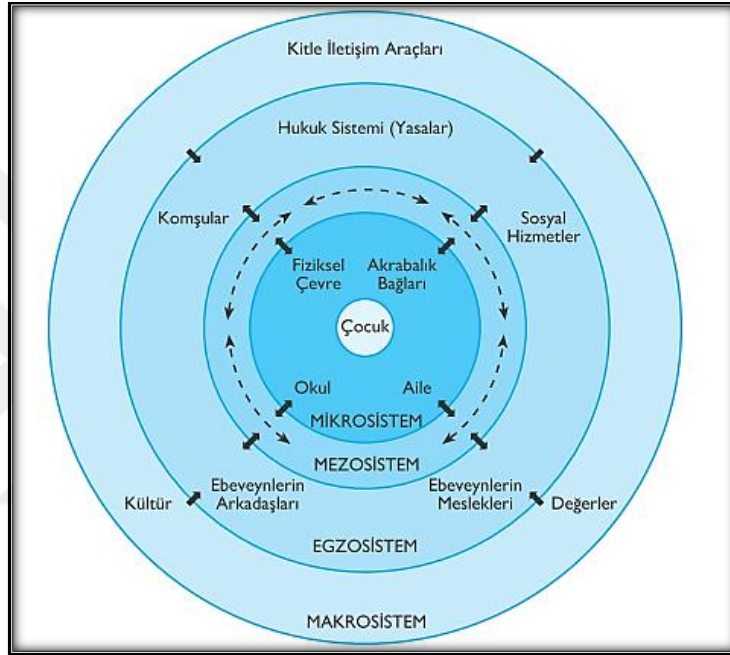 Kitle İletişim Araçları
Hukuk Sistemi (Yasalar)
Komşular
Sosyal
Hizmetler
Fiziksel
Çevre
Akrabalık
Bağları
Çocuk
Okul
Aile
MİKROSİSTEM
MEZOSİSTEM
Ebeveynlerin
Arkadaşları
Ebeveynlerin
Meslekleri
Kültür
Değerler
EGZOSİSTEM
MAKROSİSTEM